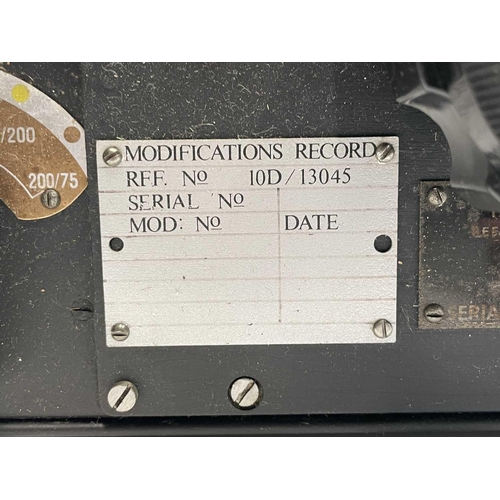 /200
200/75
MODIFICATIONS RECORD
REF. No 10D/13045
SERIAL No
MOD: No DATE